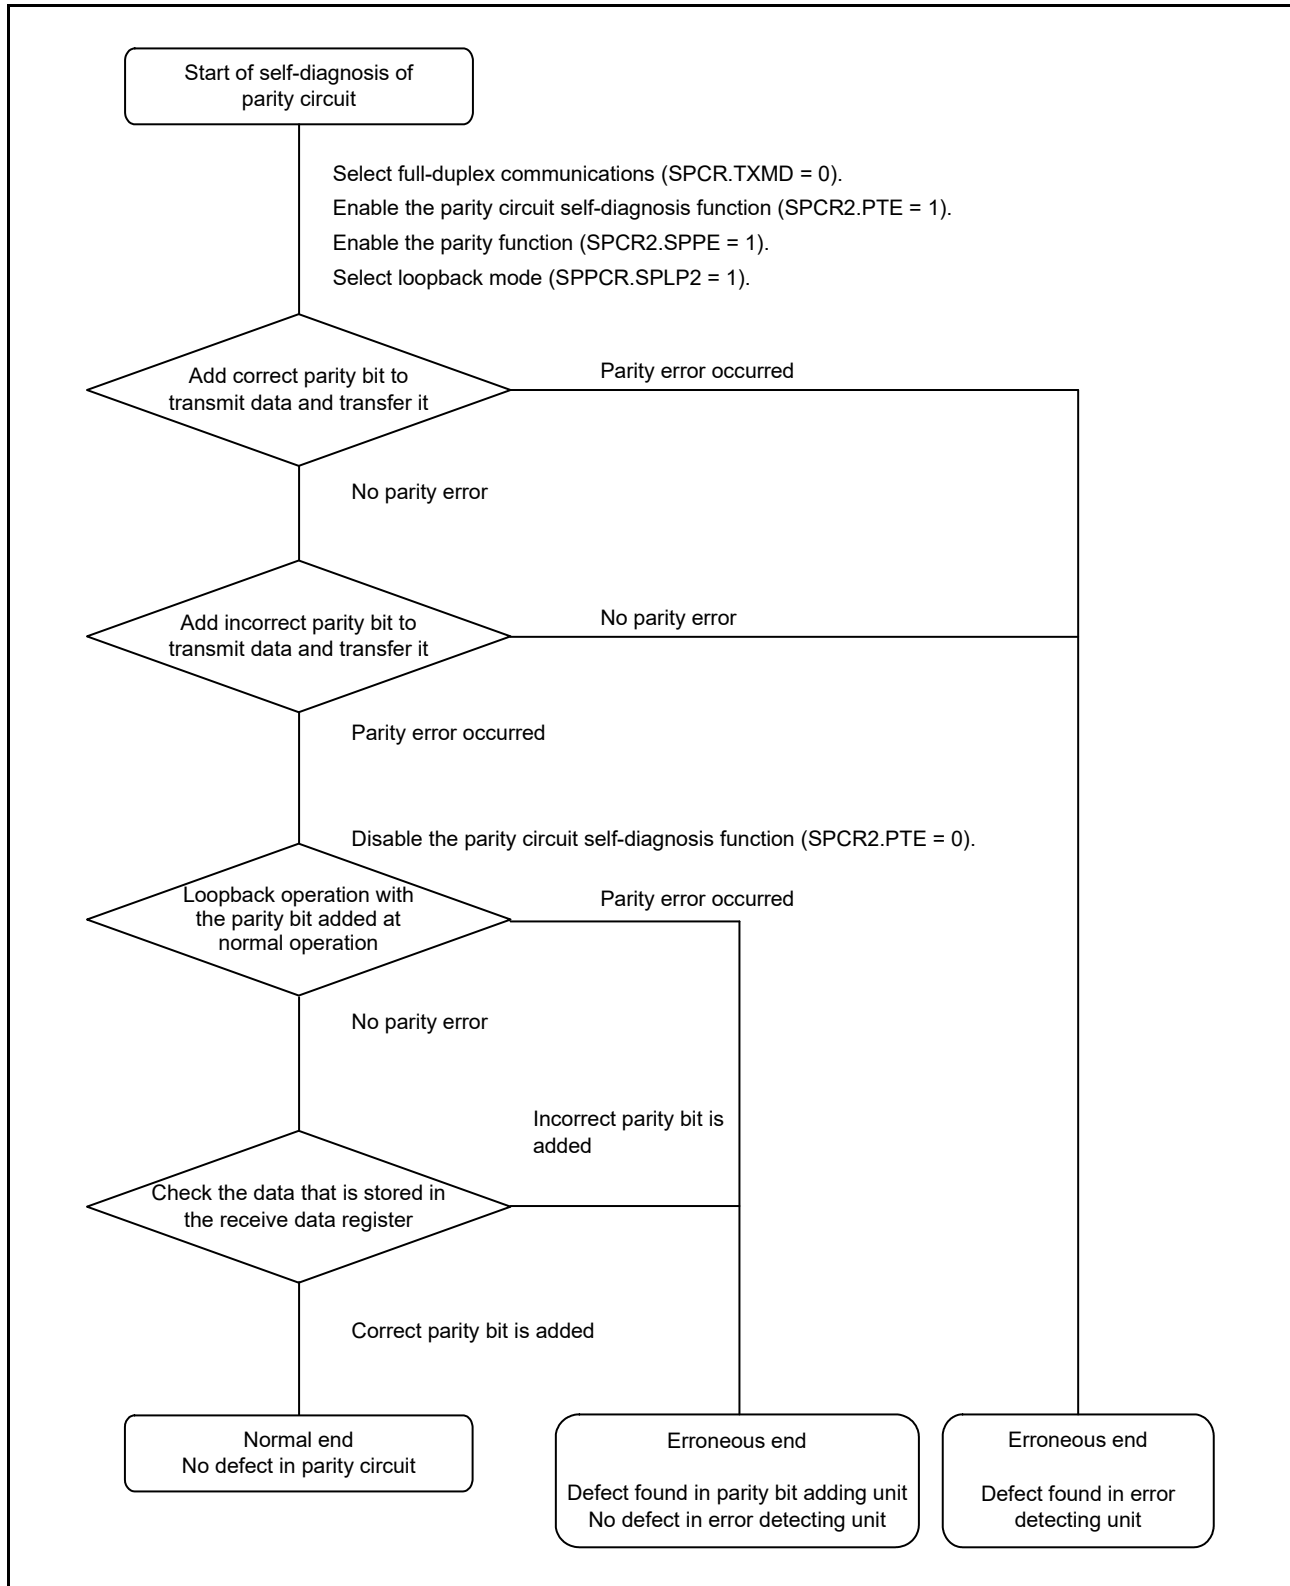 Start of self-diagnosis of
parity circuit
Select full-duplex communications (SPCR.TXMD = 0).
Enable the parity circuit self-diagnosis function (SPCR2.PTE = 1).
Enable the parity function (SPCR2.SPPE = 1).
Select loopback mode (SPPCR.SPLP2 = 1).
Add correct parity bit to
transmit data and transfer it
Parity error occurred
No parity error
Add incorrect parity bit to
transmit data and transfer it
No parity error
Parity error occurred
Disable the parity circuit self-diagnosis function (SPCR2.PTE = 0).
Loopback operation with
the parity bit added at
normal operation
Parity error occurred
No parity error
Incorrect parity bit is
added
Check the data that is stored in
the receive data register
Correct parity bit is added
Normal end
No defect in parity circuit
Erroneous end
Defect found in parity bit adding unit
No defect in error detecting unit
Erroneous end
Defect found in error
detecting unit